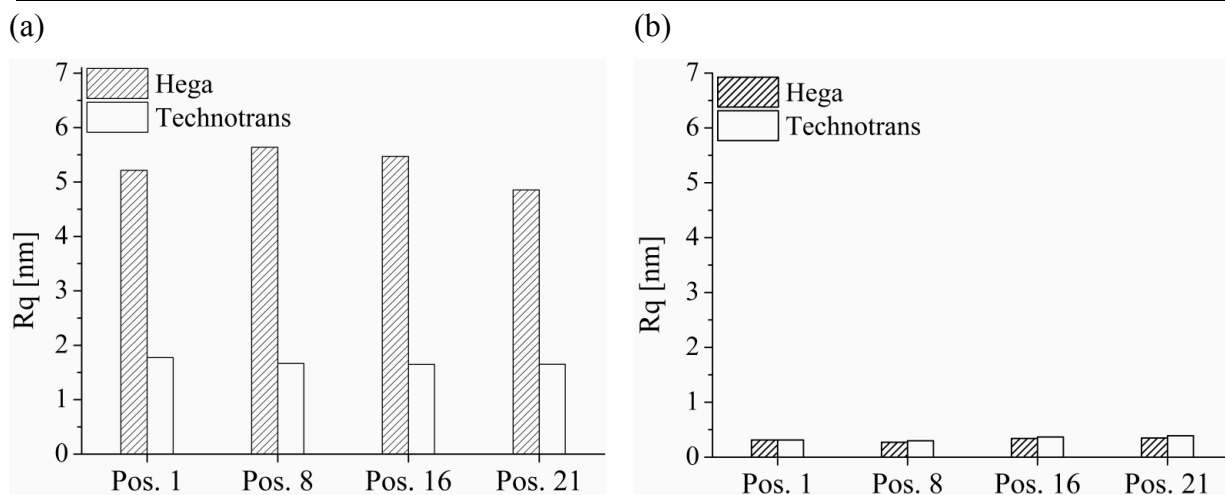 (a)
7
6
5
4
3
2
1
0
Rq [nm]
Hega
Technotrans
Pos. 1 Pos. 8 Pos. 16 Pos. 21
(b)
7
6
5
4
3
2
1
0
Rq [nm]
Hega
Technotrans
Pos. 1 Pos. 8 Pos. 16 Pos. 21